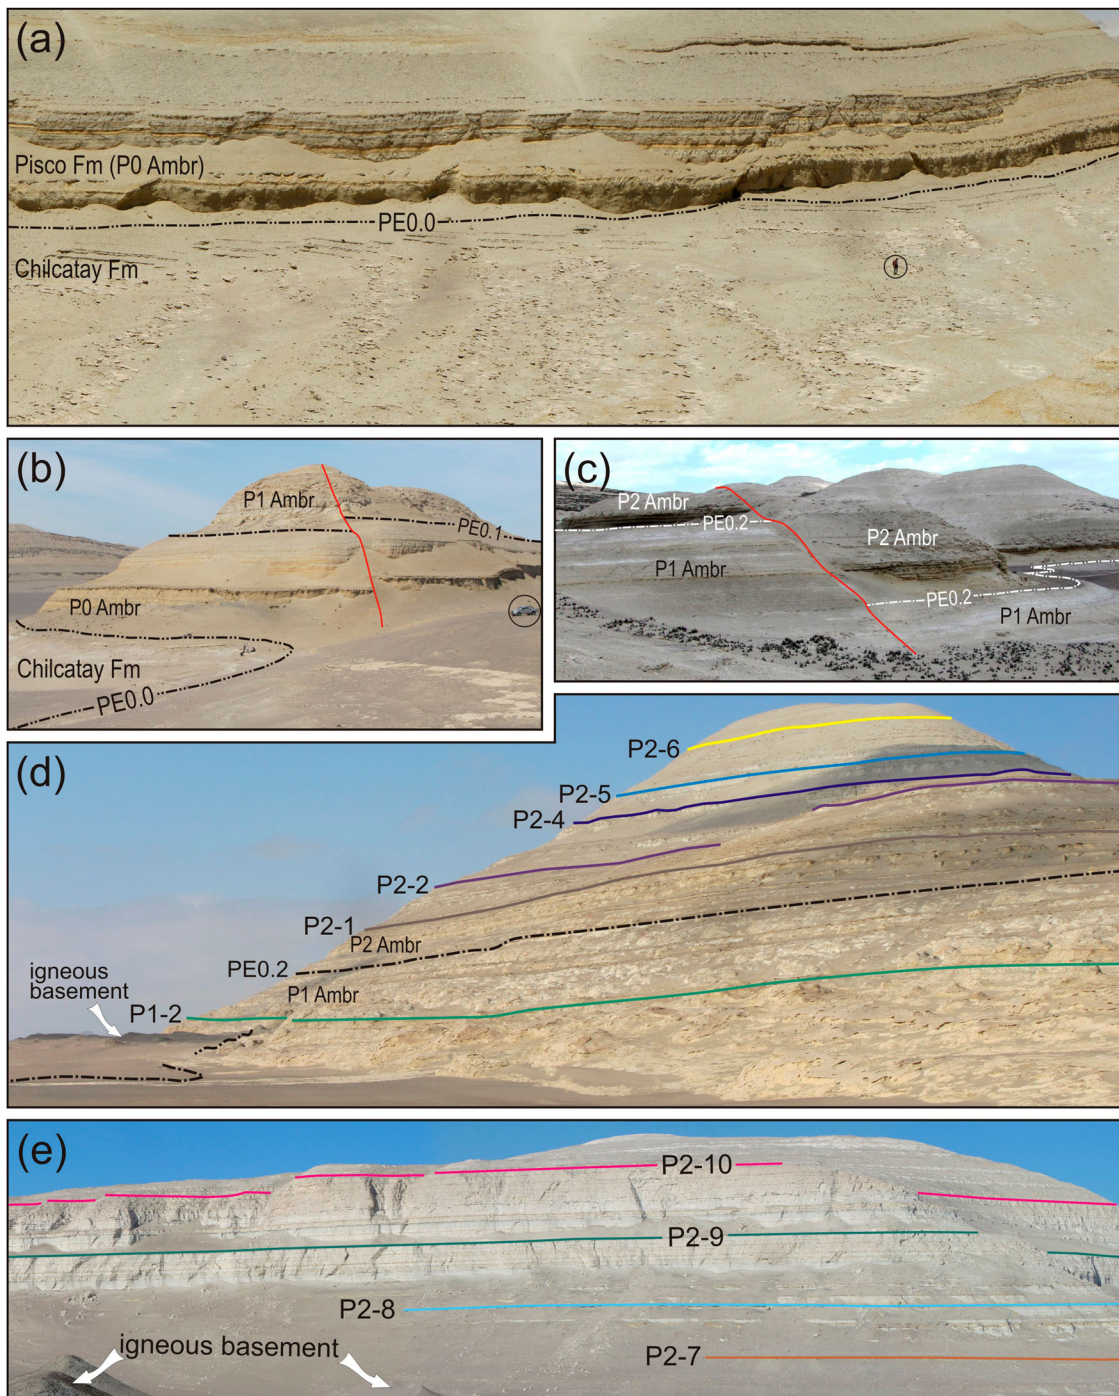 (a)
Pisco Fm (P0 Ambr)
PE0.0
Chilcatay Fm
(b)
P1 Ambr
PE0.1
P0 Ambr
Chilcatay Fm
PE0.0
(c)
P2 Ambr
PE0.2
P2 Ambr
P1 Ambr
PE0.2
P1 Ambr
(d)
P2-6
P2-5
P2-4
P2-2
P2-1
P2 Ambr
PE0.2
P1 Ambr
igneous
basement
P1-2
(e)
P2-10
P2-9
P2-8
igneous basement
P2-7